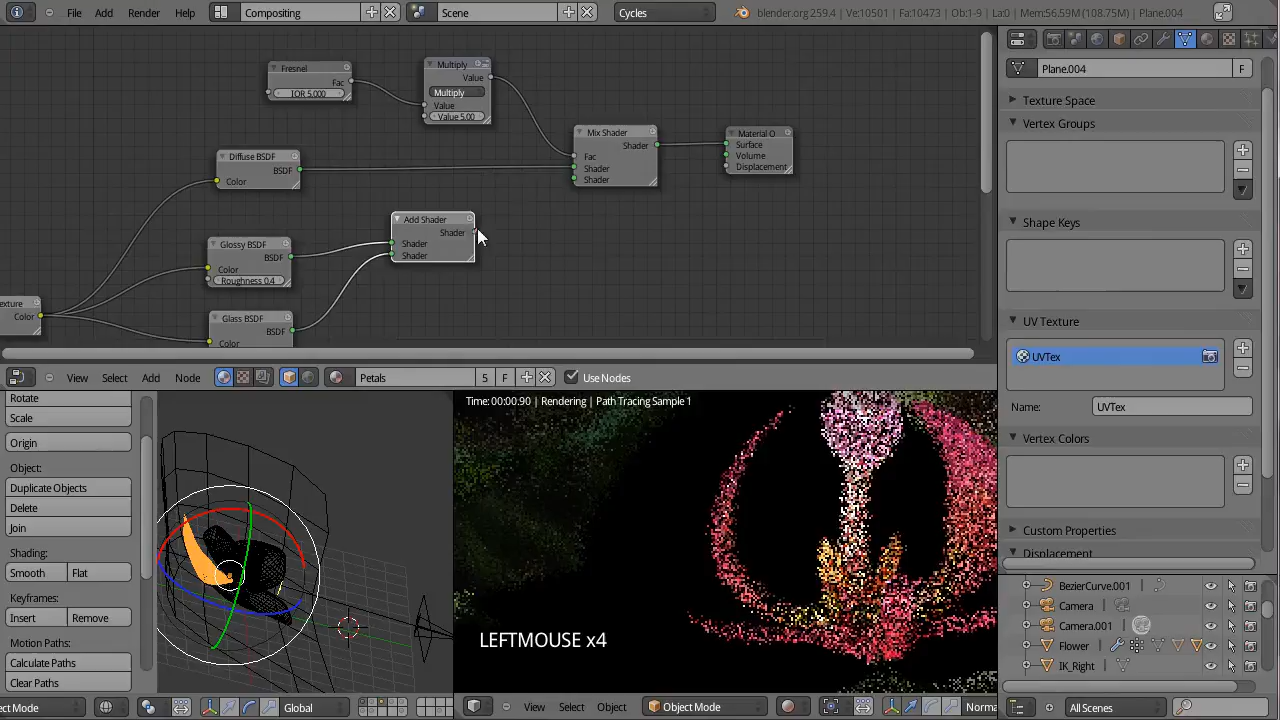 File Add Render Help Compositing Scene Cycles blender.org 259.4 | Ve:10501 | Fa:10473 | Ob:1-9 | La:0 | Mem:56.59M (108.75M) | Plane.004
Fresnel
Fac
IOR 5.000
Multiply
Value
Multiply
Value
Value 5.00
Mix Shader
Shader
Fac
Shader
Shader
Material O
Surface
Volume
Displacement
Diffuse BSDF
BSDF
Color
Add Shader
Shader
Shader
Shader
Glossy BSDF
BSDF
Color
Roughness 0.4
exture
Color
Glass BSDF
BSDF
Color
View Select Add Node Petals 5 F Use Nodes
Plane.004 F
Texture Space
Vertex Groups
Shape Keys
UV Texture
UVTex
Name: UVTex
Vertex Colors
Custom Properties
Displacement
Rotate
Scale
Origin
Object:
Duplicate Objects
Delete
Join
Shading:
Smooth Flat
Keyframes:
Insert Remove
Motion Paths:
Calculate Paths
Clear Paths
Time:00:00.90 | Rendering | Path Tracing Sample 1
LEFTMOUSE x4
BezierCurve.001
Camera
Camera.001
Flower
IK_Right
ect Mode Global
View Select Object Object Mode Norma
All Scenes